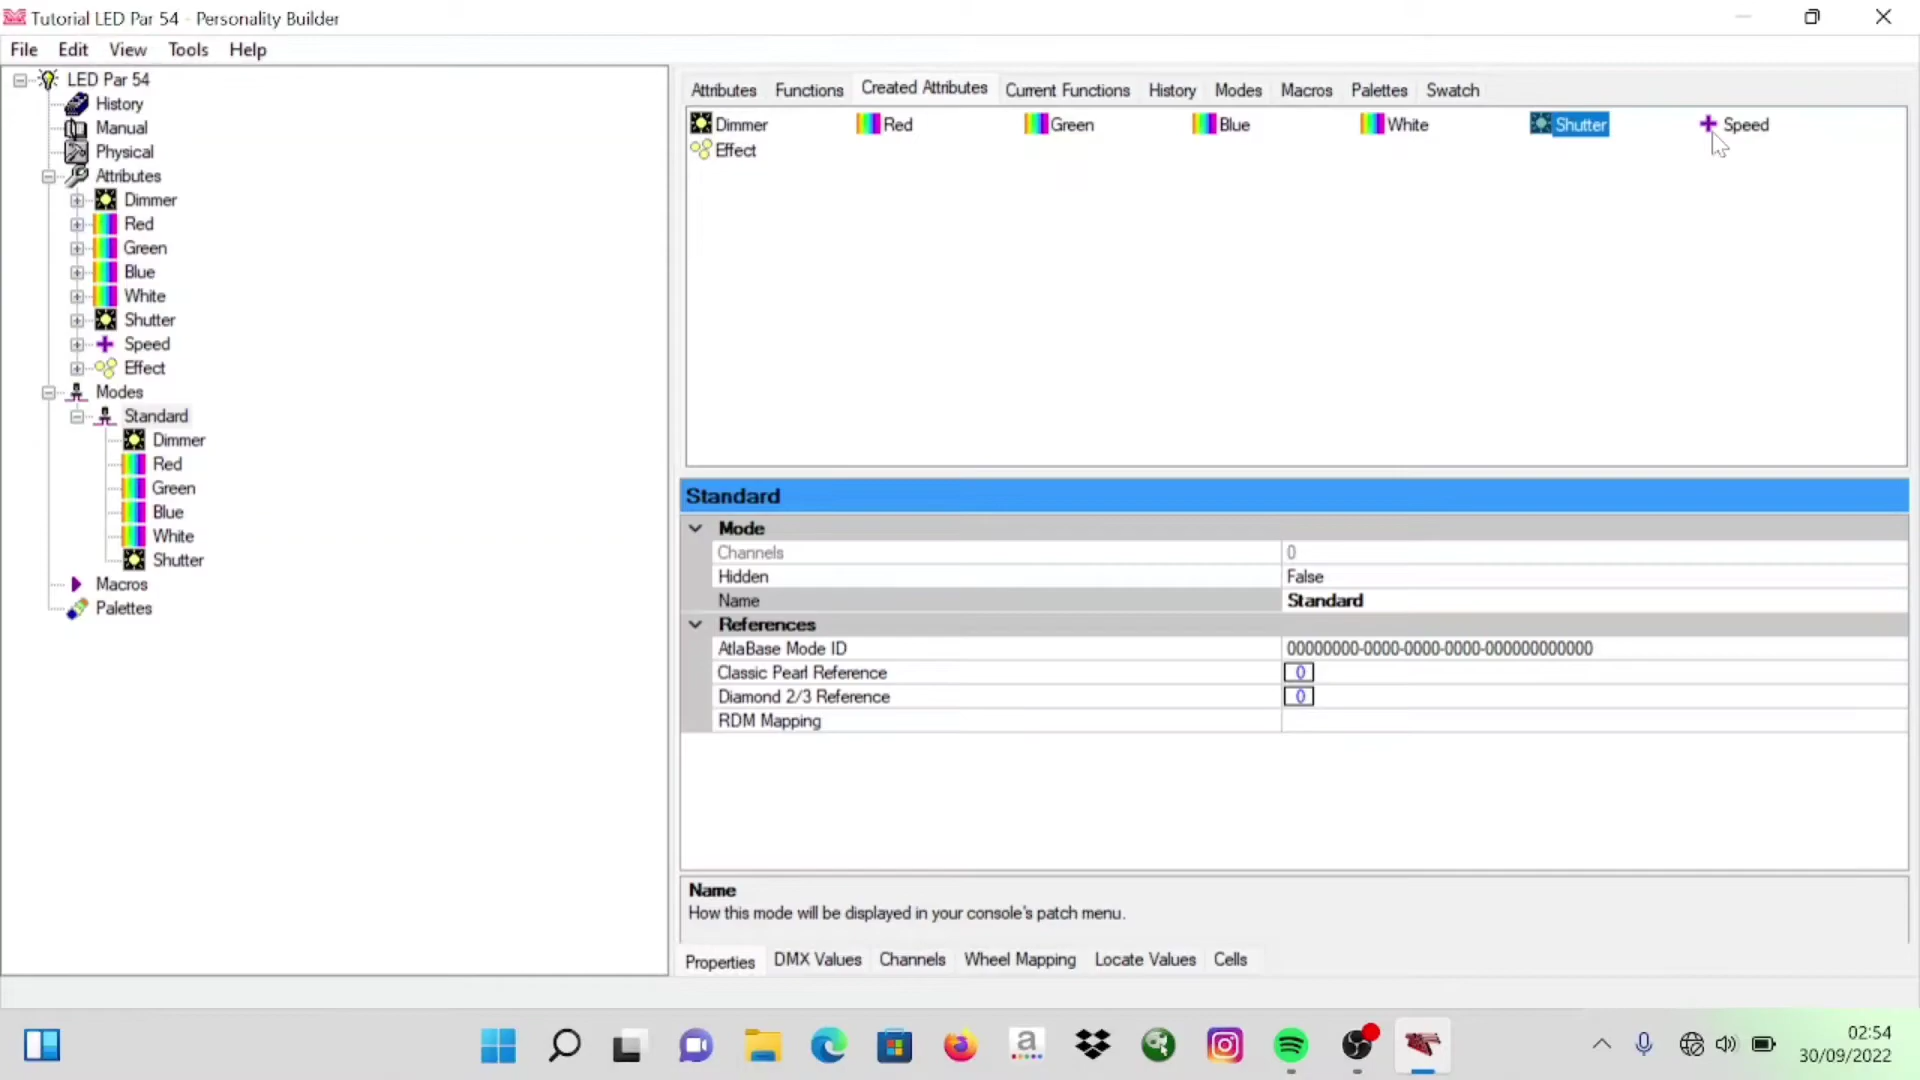 Tutorial LED Par 54 - Personality Builder
File Edit View Tools Help
LED Par 54
History
Manual
Physical
Attributes
Dimmer
Red
Green
Blue
White
Shutter
Speed
Effect
Modes
Standard
Dimmer
Red
Green
Blue
White
Shutter
Macros
Palettes
Attributes Functions Created Attributes Current Functions History Modes Macros Palettes Swatch
Dimmer Red Green Blue White Shutter Speed
Effect
Standard
Mode
Channels 0
Hidden False
Name Standard
References
AtlaBase Mode ID 00000000-0000-0000-0000-000000000000
Classic Pearl Reference 0
Diamond 2/3 Reference 0
RDM Mapping
Name
How this mode will be displayed in your console's patch menu.
Properties DMX Values Channels Wheel Mapping Locate Values Cells
a
02:54
30/09/2022